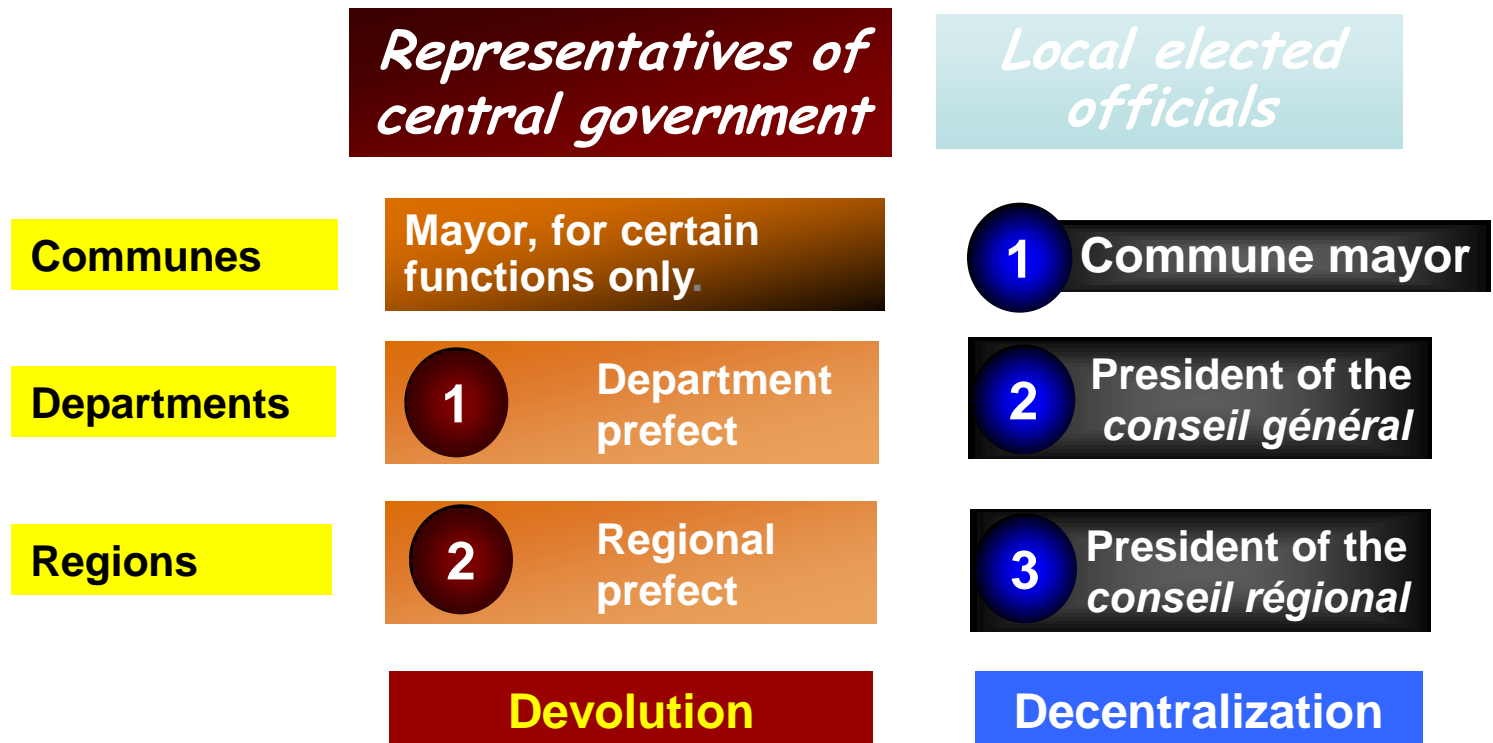 Representatives of
central government
Local elected
officials
Communes
Mayor, for certain
functions only.
1 Commune mayor
Departments
1 Department
prefect
2 President of the
conseil général
Regions
2 Regional
prefect
3 President of the
conseil régional
Devolution
Decentralization